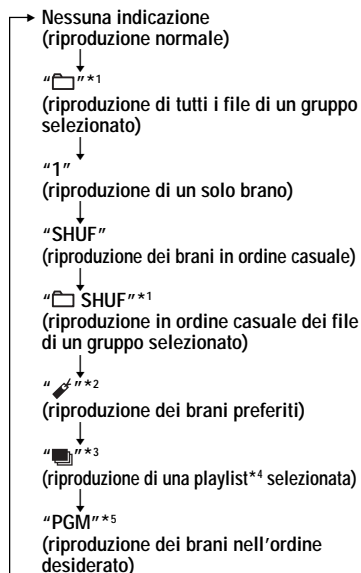 Nessuna indicazione
(riproduzione normale)
“ ”*1
(riproduzione di tutti i file di un gruppo
selezionato)
“1”
(riproduzione di un solo brano)
“SHUF”
(riproduzione dei brani in ordine casuale)
“ SHUF”*1
(riproduzione in ordine casuale dei file
di un gruppo selezionato)
“ ”*2
(riproduzione dei brani preferiti)
“ ”*3
(riproduzione di una playlist*4 selezionata)
“PGM”*5
(riproduzione dei brani nell'ordine
desiderato)